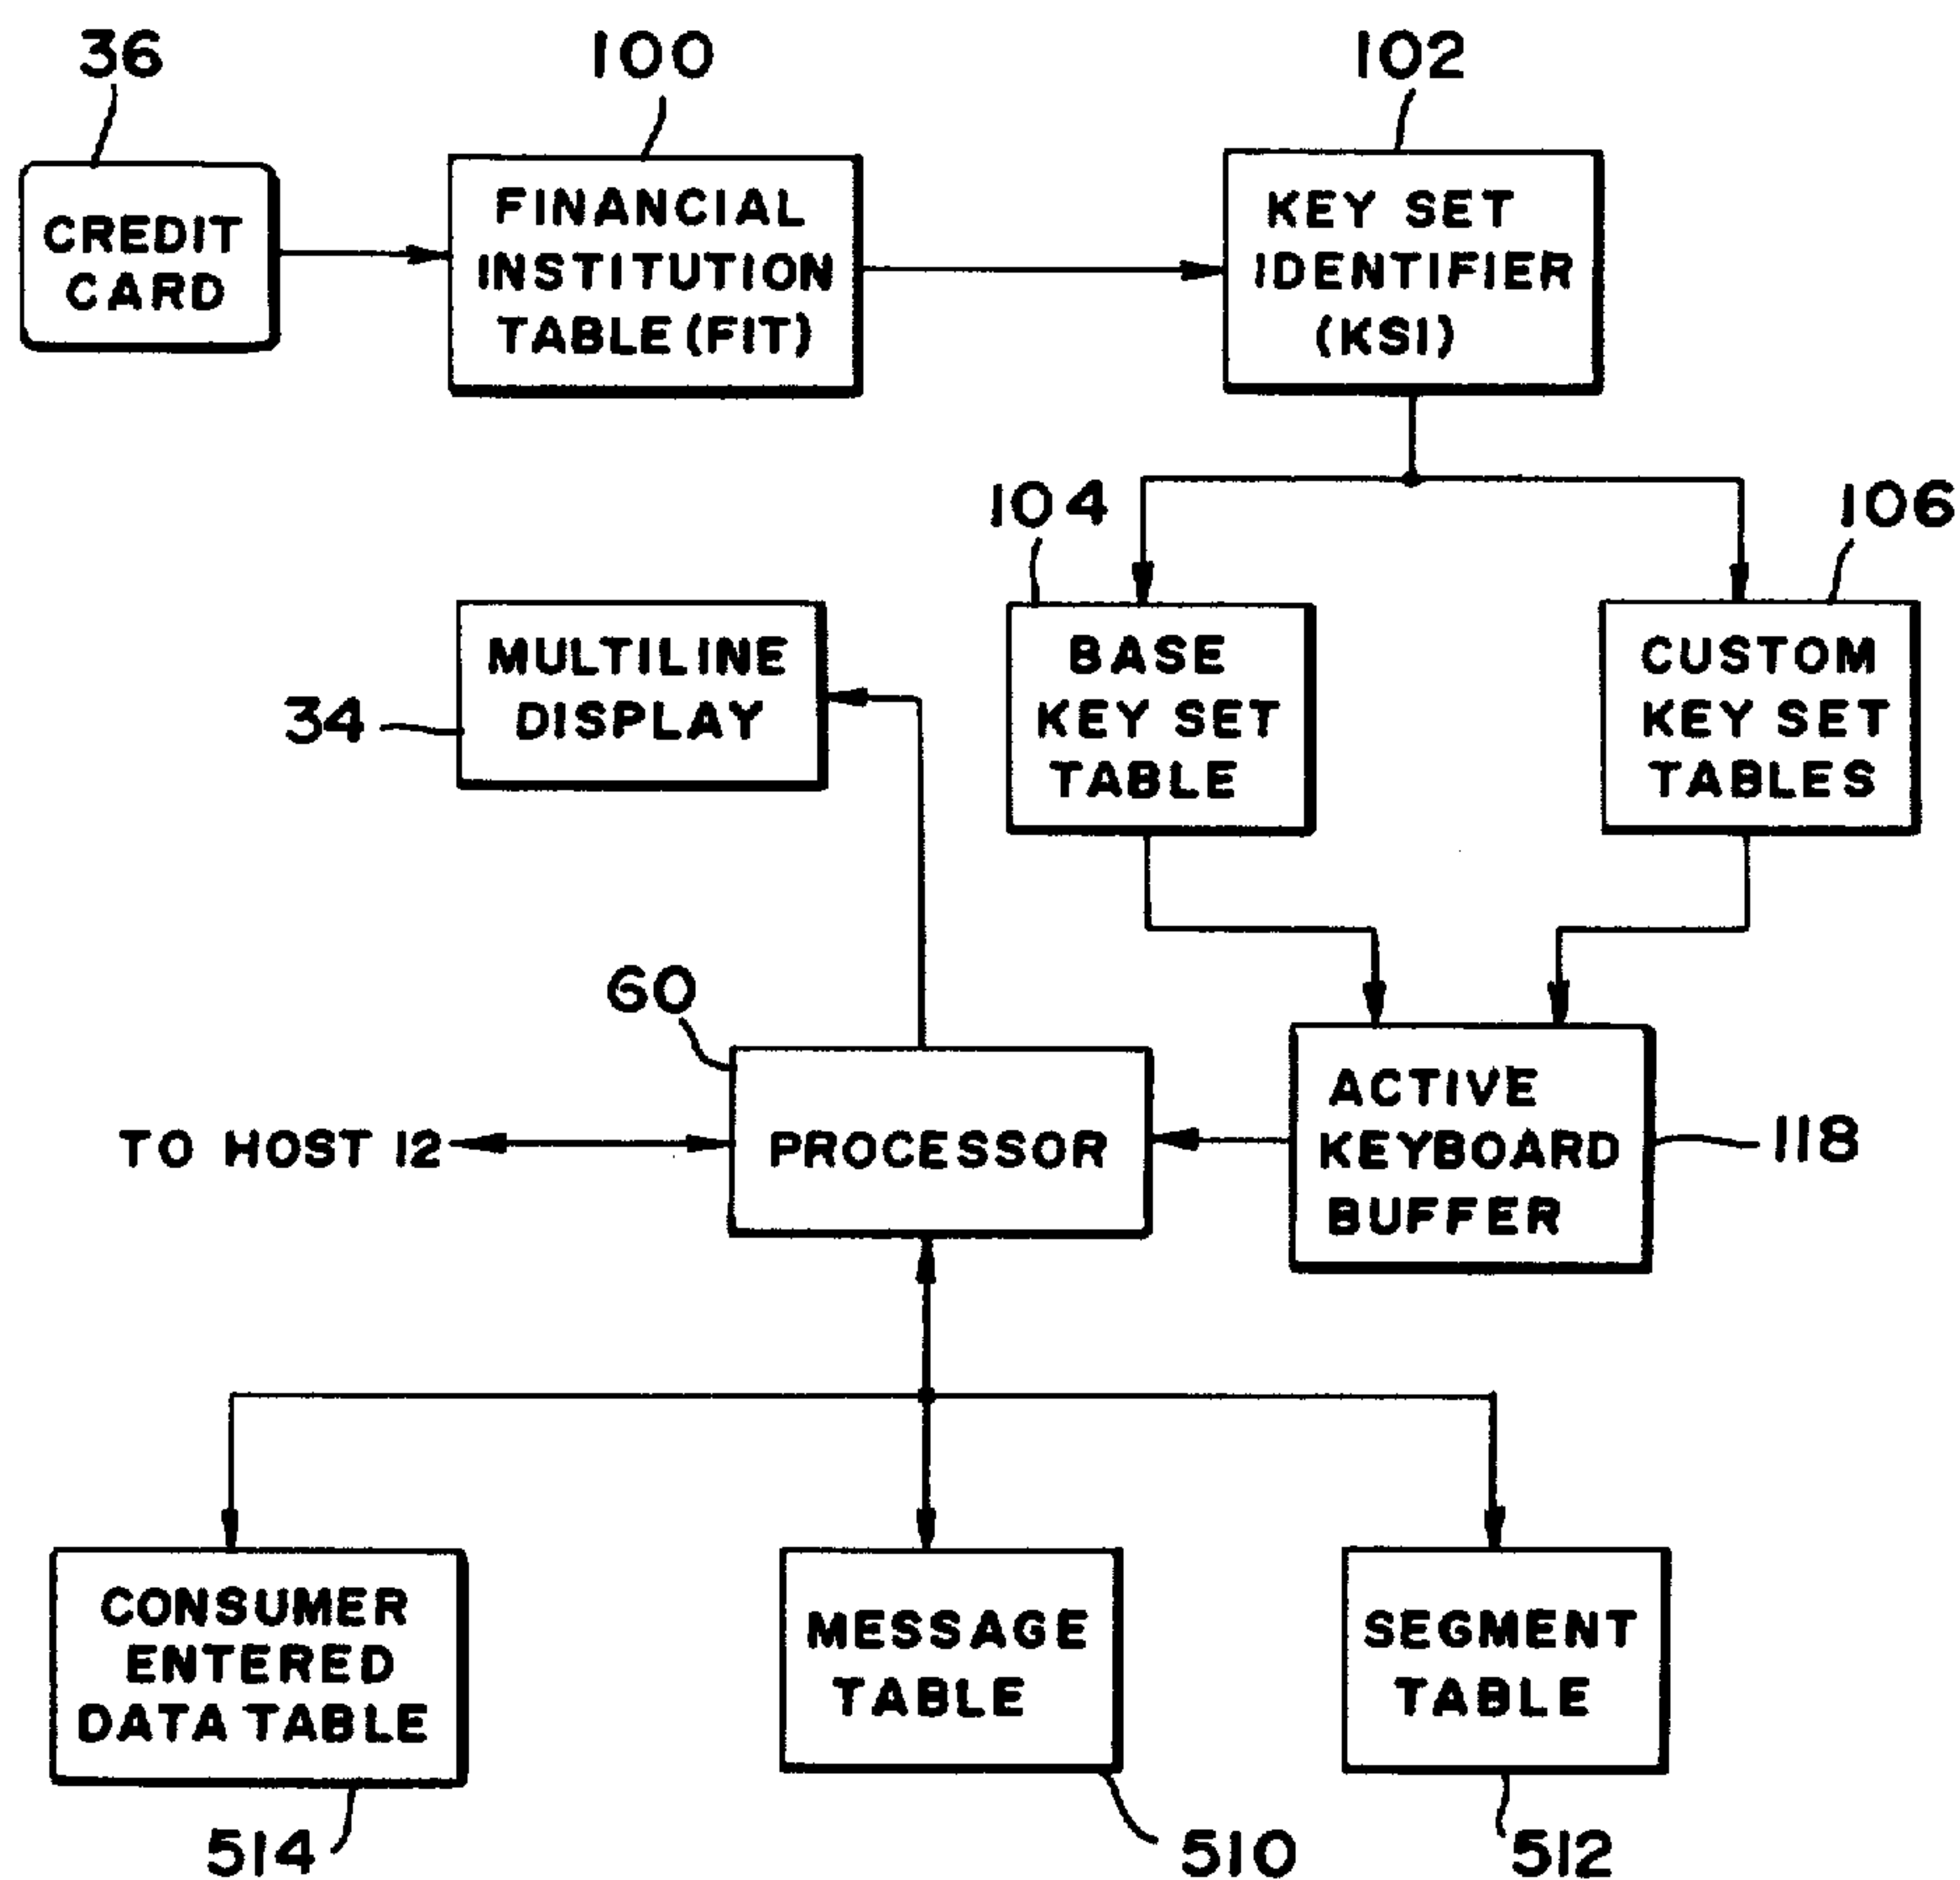 36
100
102
CREDIT
CARD
FINANCIAL
INSTITUTION
TABLE (FIT)
KEY SET
IDENTIFIER
(KSI)
104
106
MULTILINE
DISPLAY
34
BASE
KEY SET
TABLE
CUSTOM
KEY SET
TABLES
60
TO HOST 12
PROCESSOR
ACTIVE
KEYBOARD
BUFFER
118
CONSUMER
ENTERED
DATA TABLE
MESSAGE
TABLE
SEGMENT
TABLE
514
510
512